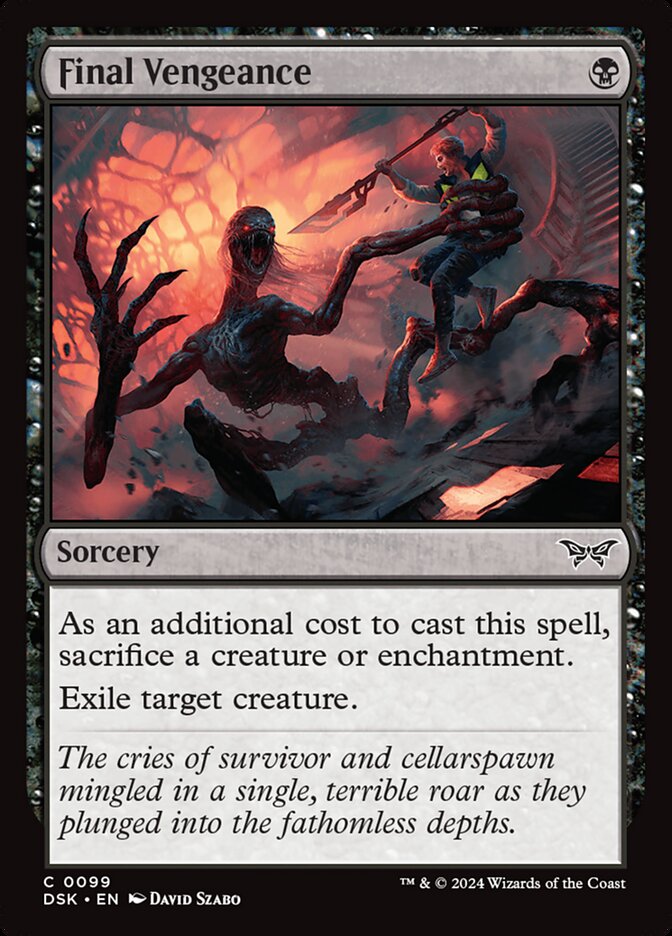 Final Vengeance
Sorcery
As an additional cost to cast this spell,
sacrifice a creature or enchantment.
Exile target creature.
The cries of survivor and cellarspawn
mingled in a single, terrible roar as they
plunged into the fathomless depths.
C 0099
DSK • EN DAVID SZABO
™ & © 2024 Wizards of the Coast